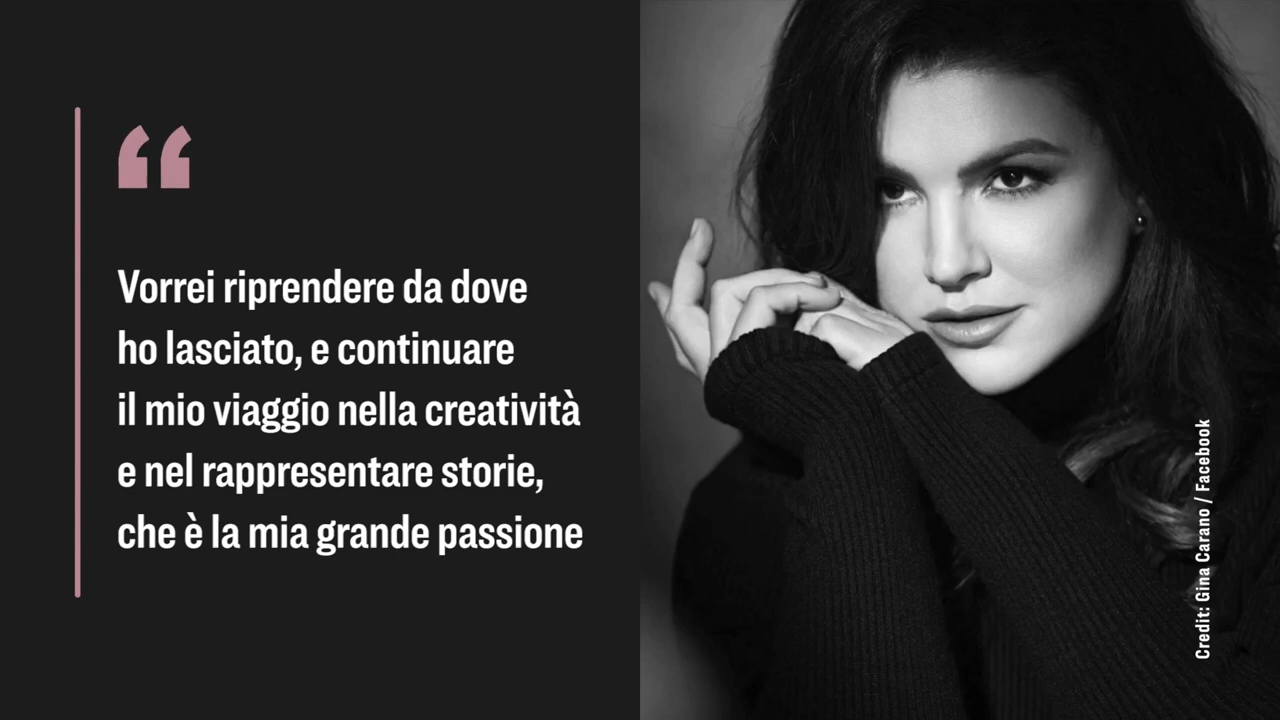 “
Vorrei riprendere da dove
ho lasciato, e continuare
il mio viaggio nella creatività
e nel rappresentare storie,
che è la mia grande passione
Credit: Gina Carano / Facebook